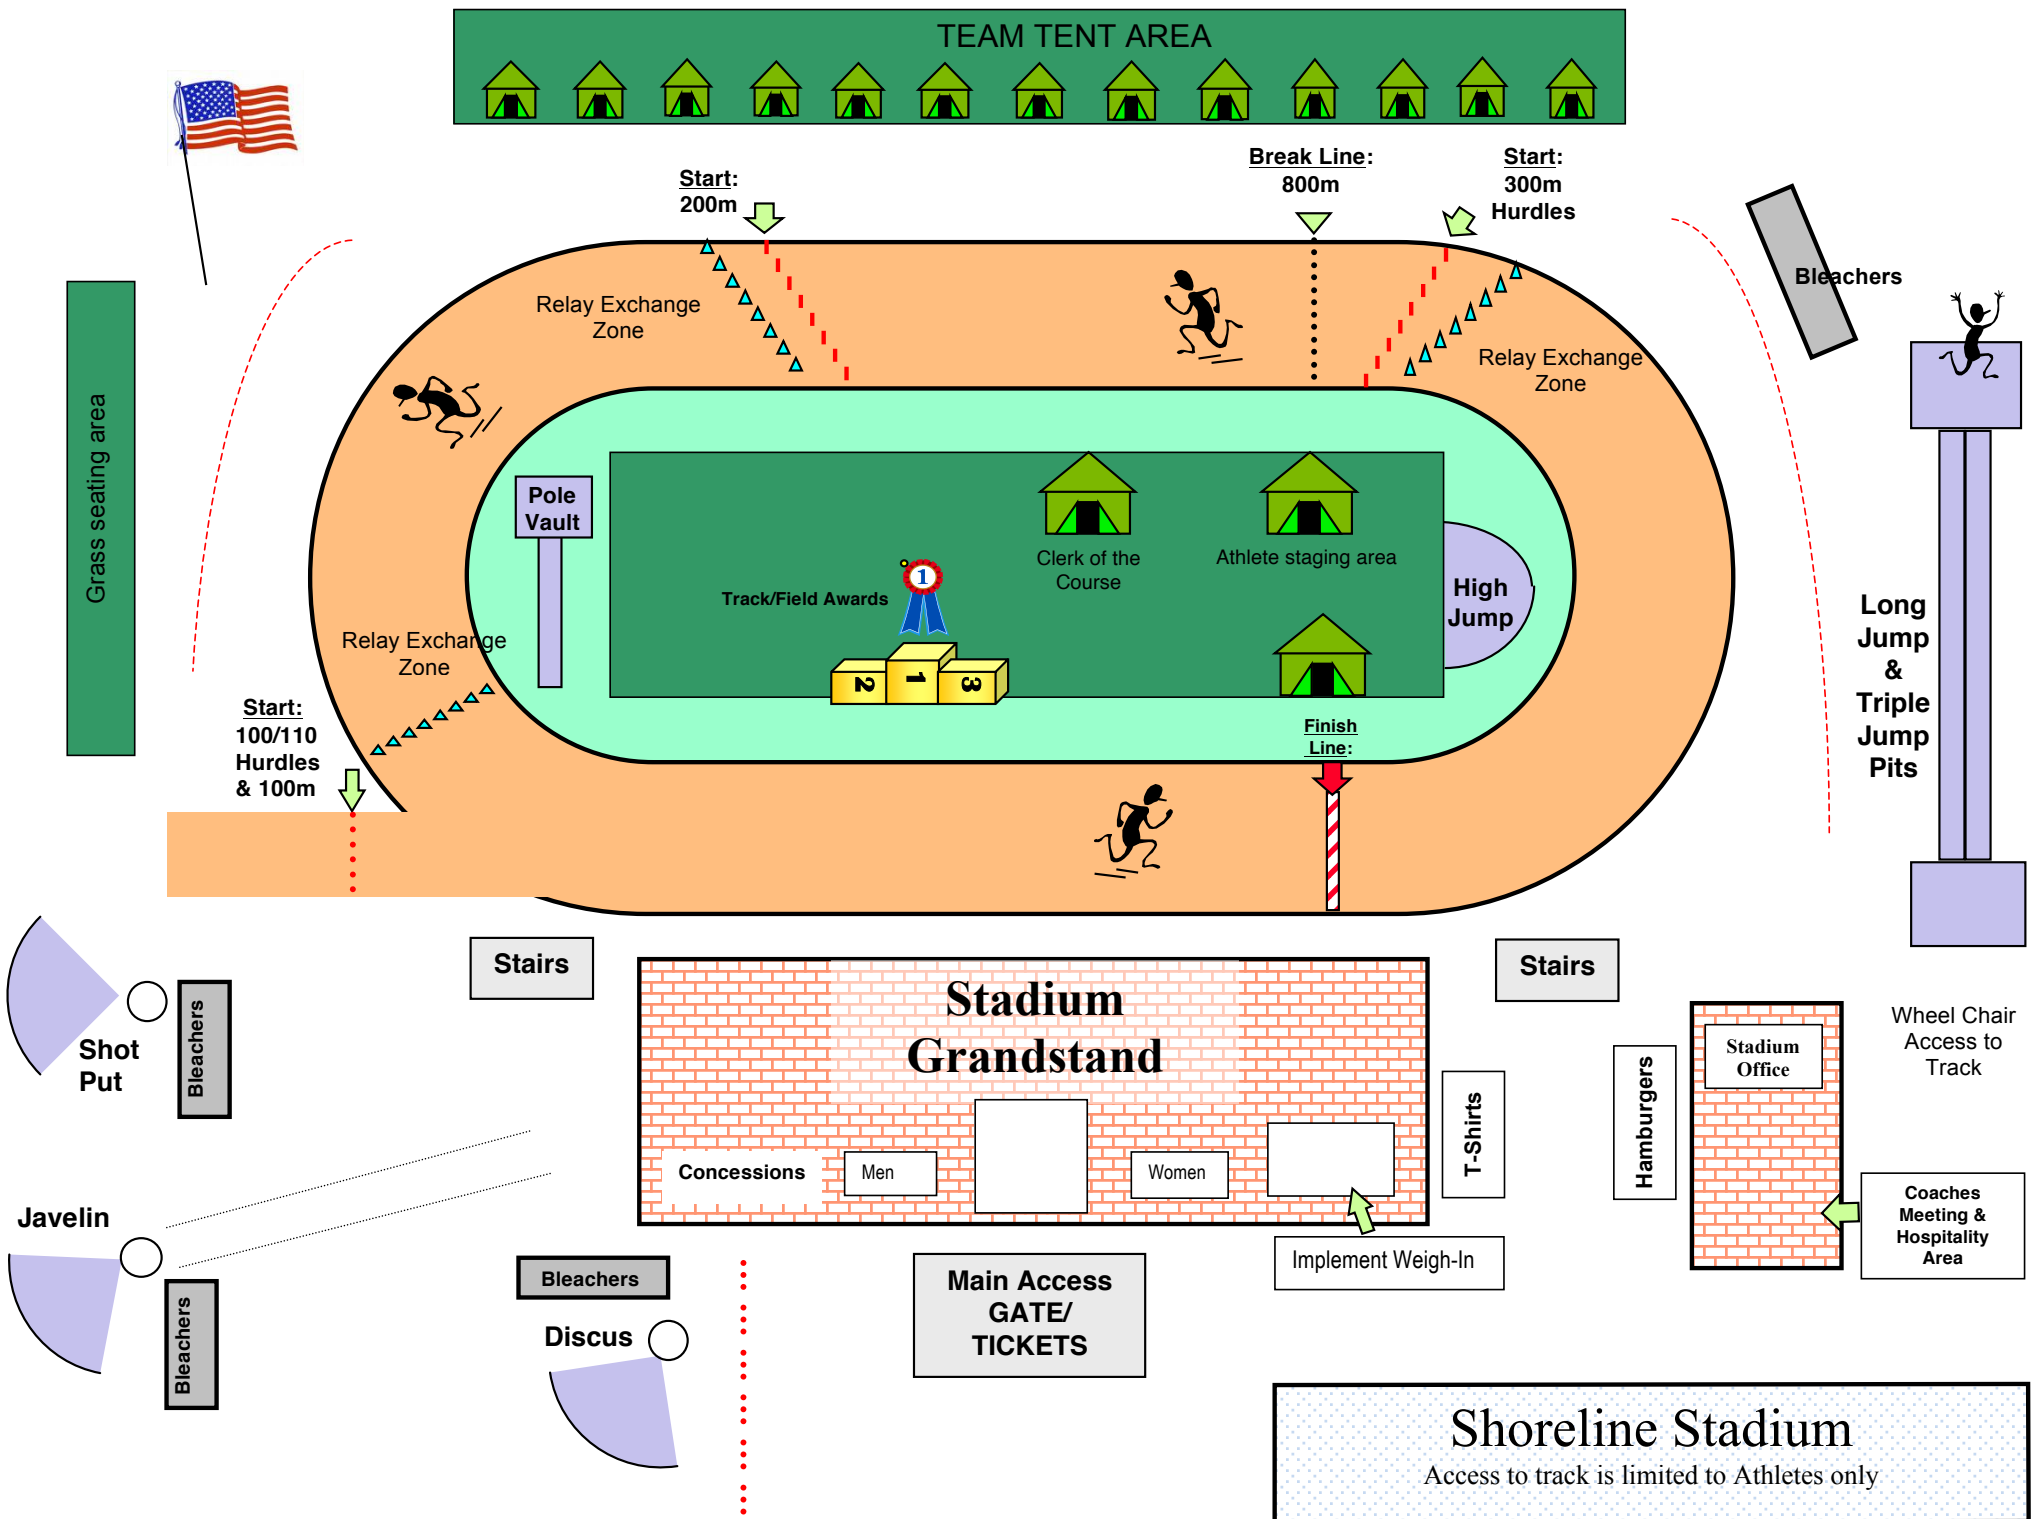 TEAM TENT AREA
Start:
200m
Break Line:
800m
Start:
300m
Hurdles
Bleachers
Relay Exchange
Zone
Relay Exchange
Zone
Grass seating area
Pole
Vault
Clerk of the
Course
Athlete staging area
Track/Field Awards
1
2
1
3
High
Jump
Long
Jump
&
Triple
Jump
Pits
Relay Exchange
Zone
Start:
100/110
Hurdles
& 100m
Finish
Line:
Stairs
Stairs
Stadium
Grandstand
Shot
Put
Bleachers
Concessions
Men
Women
T-Shirts
Hamburgers
Stadium
Office
Wheel Chair
Access to
Track
Coaches
Meeting &
Hospitality
Area
Implement Weigh-In
Javelin
Bleachers
Bleachers
Discus
Main Access
GATE/
TICKETS
Shoreline Stadium
Access to track is limited to Athletes only